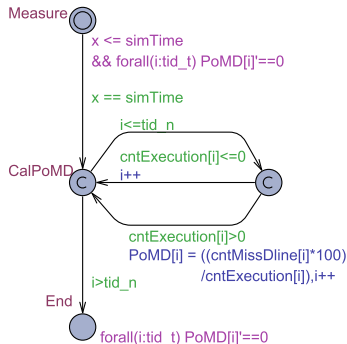 Measure
x <= simTime
&& forall(i:tid_t) PoMD[i]'==0
x == simTime
i<=tid_n
cntExecution[i]<=0
i++
CalPoMD
C
C
cntExecution[i]>0
PoMD[i] = ((cntMissDline[i]*100)
/cntExecution[i]),i++
i>tid_n
End
forall(i:tid_t) PoMD[i]'==0